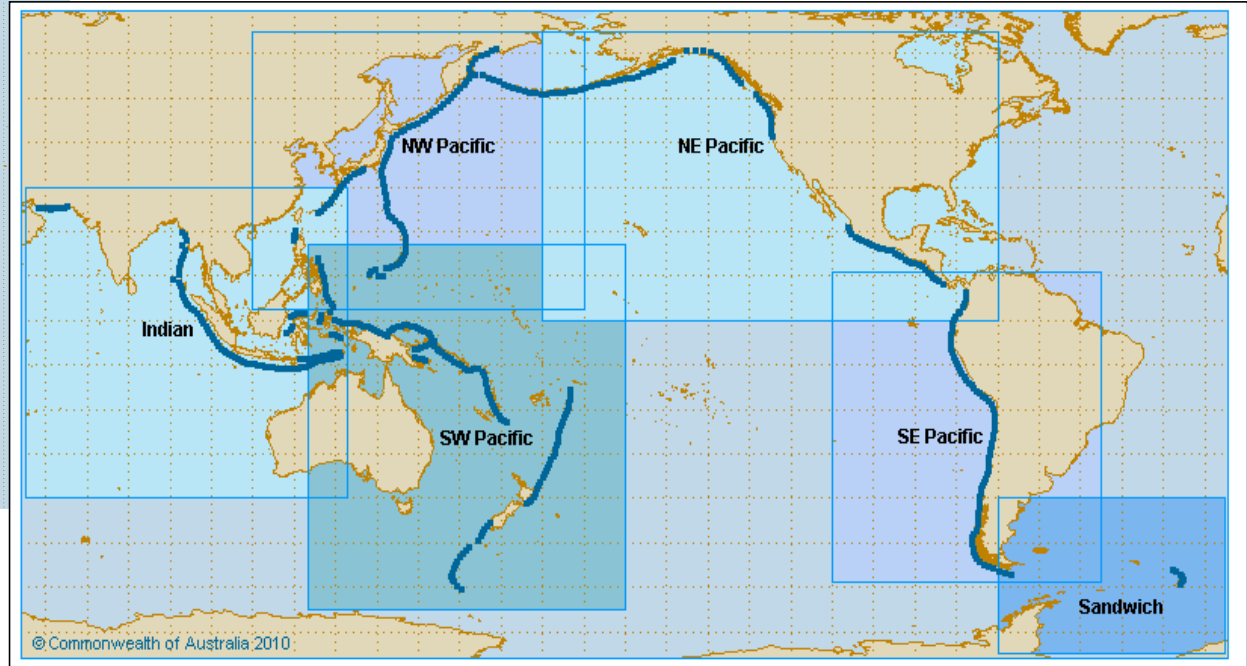 NW Pacific
NE Pacific
Indian
SW Pacific
SE Pacific
Sandwich
© Commonwealth of Australia 2010